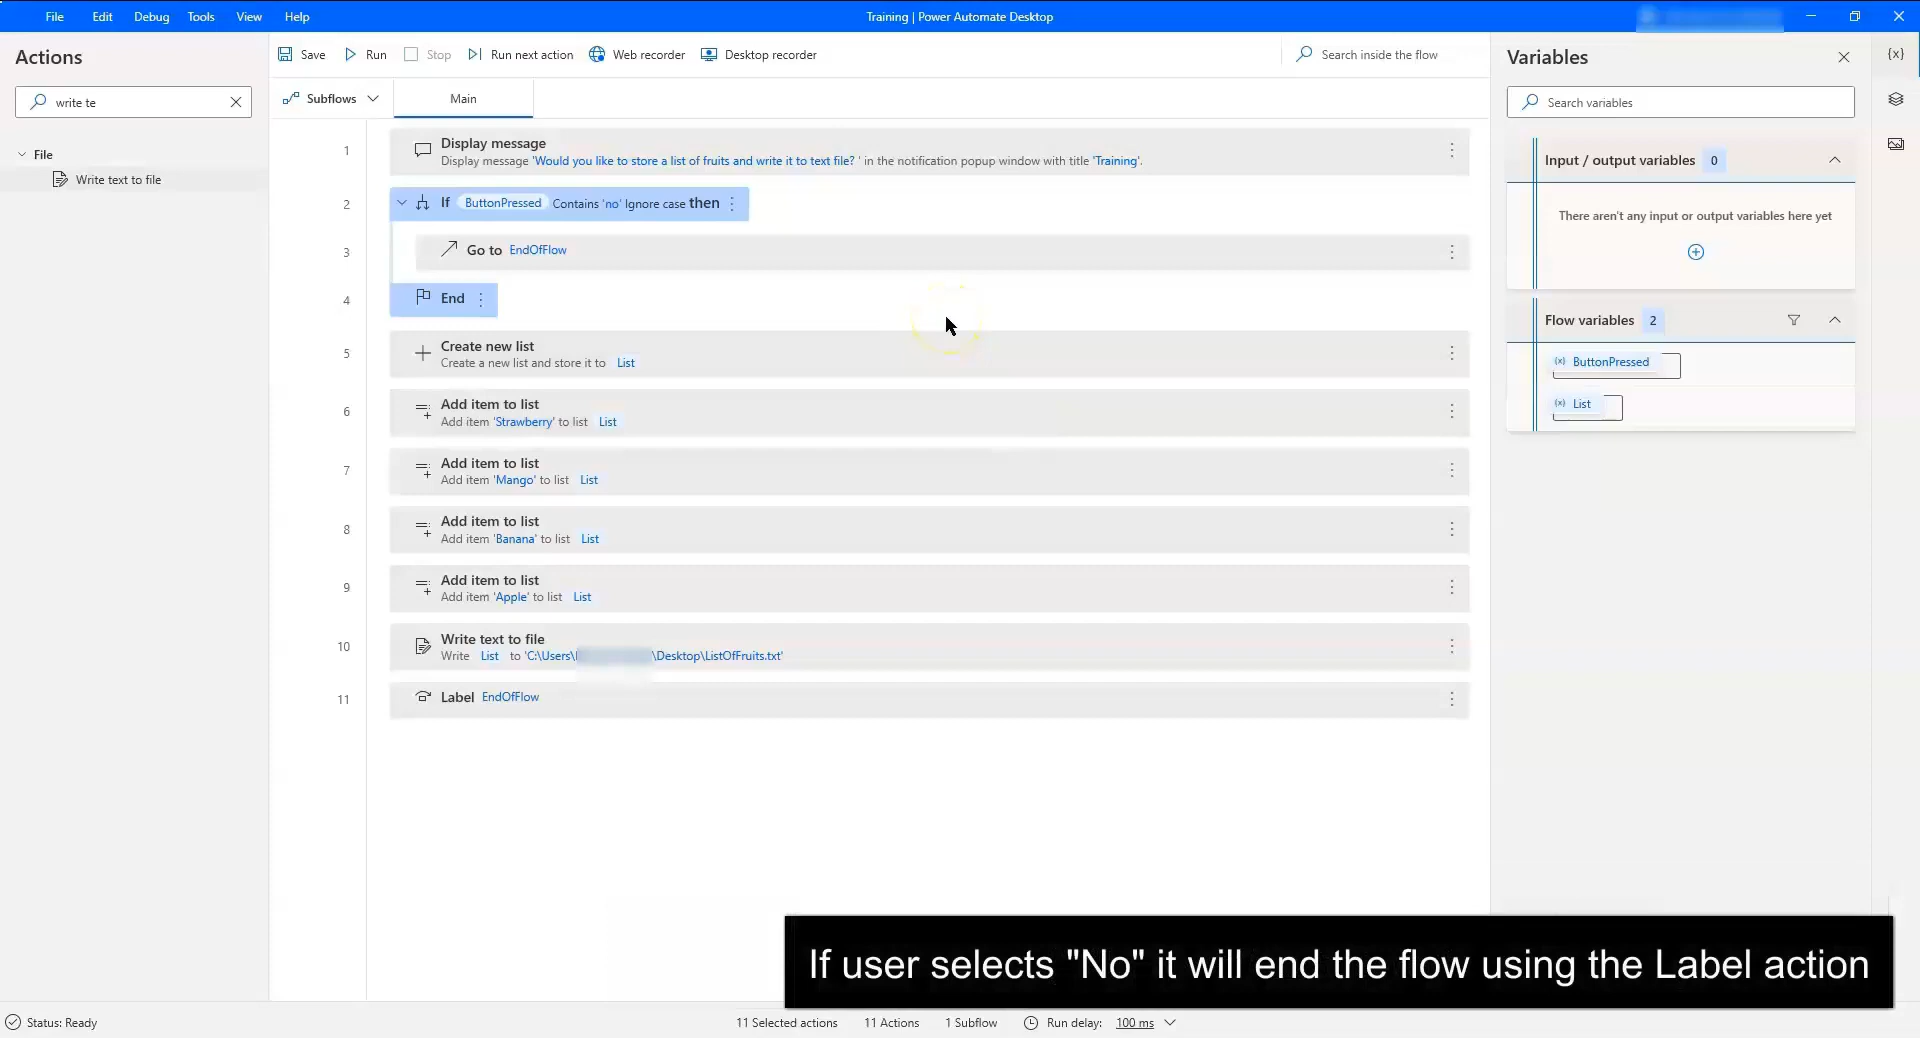 File Edit Debug Tools View Help
Training | Power Automate Desktop
Actions
write te
File
Write text to file
Save Run Stop Run next action Web recorder Desktop recorder
Search inside the flow
Subflows
Main
1
Display message
Display message 'Would you like to store a list of fruits and write it to text file? ' in the notification popup window with title 'Training'.
2
If ButtonPressed Contains 'no' Ignore case then
3
Go to EndOfFlow
4
End
5
Create new list
Create a new list and store it to List
6
Add item to list
Add item 'Strawberry' to list List
7
Add item to list
Add item 'Mango' to list List
8
Add item to list
Add item 'Banana' to list List
9
Add item to list
Add item 'Apple' to list List
10
Write text to file
Write List to 'C:\Users\ \Desktop\ListOfFruits.txt'
11
Label EndOfFlow
Variables
{x}
Search variables
Input / output variables 0
There aren't any input or output variables here yet
Flow variables 2
(x) ButtonPressed
(x) List
If user selects "No" it will end the flow using the Label action
Status: Ready
11 Selected actions 11 Actions 1 Subflow Run delay: 100 ms